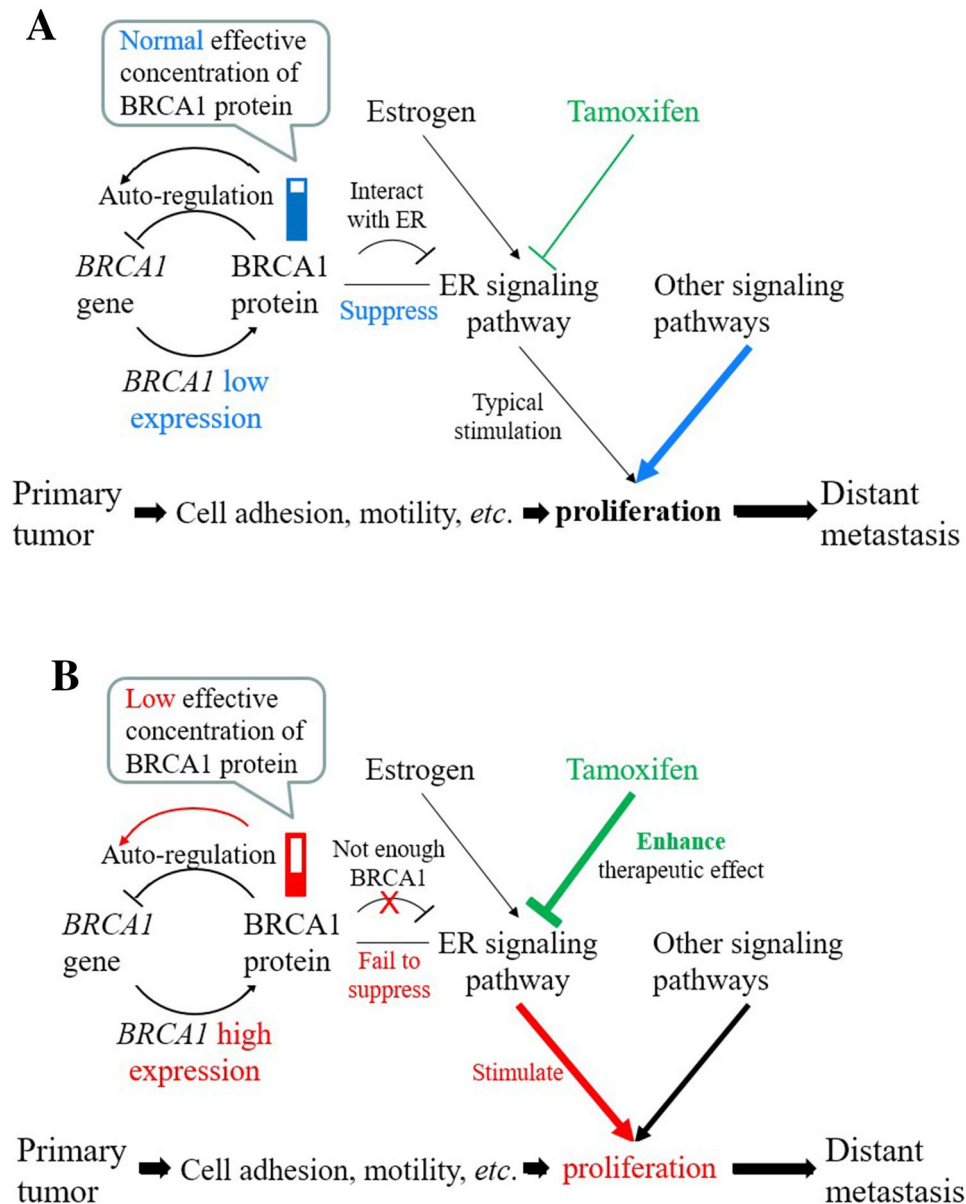 A
Normal effective
concentration of
BRCA1 protein
Estrogen
Tamoxifen
Auto-regulation
Interact
with ER
BRCA1
gene
BRCA1
protein
Suppress
ER signaling
pathway
Other signaling
pathways
BRCA1 low
expression
Typical
stimulation
Primary
tumor
Cell adhesion, motility, etc.
proliferation
Distant
metastasis
B
Low effective
concentration of
BRCA1 protein
Estrogen
Tamoxifen
Auto-regulation
Not enough
BRCA1
X
Enhance
therapeutic effect
BRCA1
gene
BRCA1
protein
Fail to
suppress
ER signaling
pathway
Other signaling
pathways
BRCA1 high
expression
Stimulate
Primary
tumor
Cell adhesion, motility, etc.
proliferation
Distant
metastasis